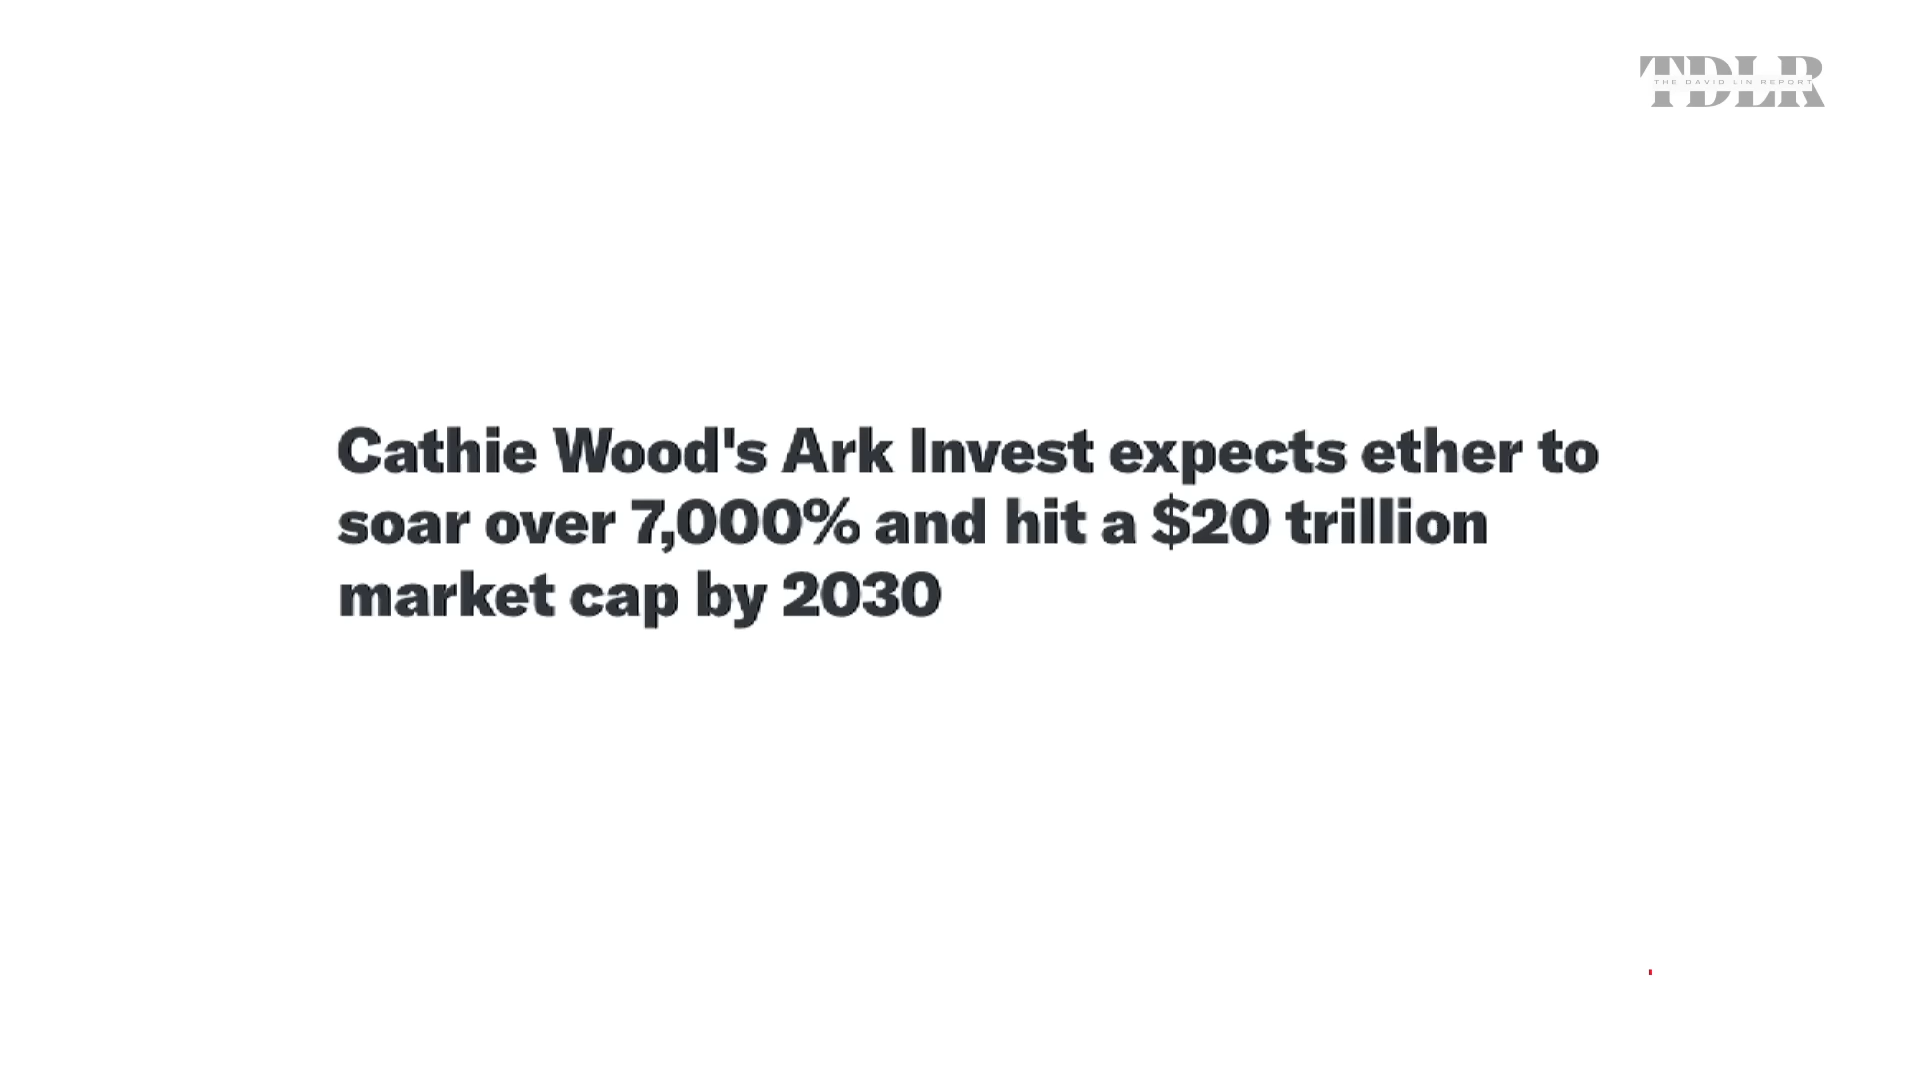 TDLR
THE DAVID LIN REPORT
Cathie Wood's Ark Invest expects ether to
soar over 7,000% and hit a $20 trillion
market cap by 2030